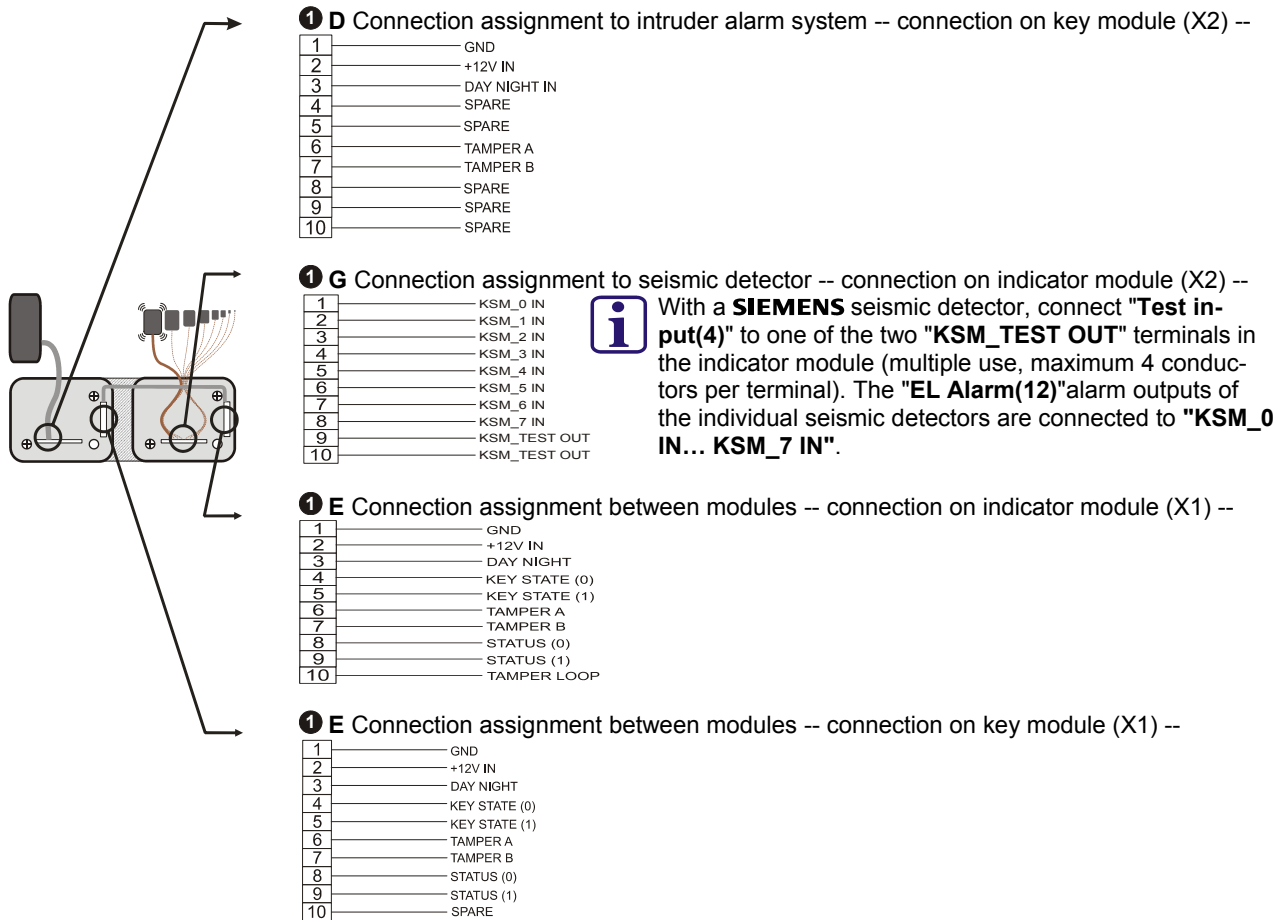 ❶ D Connection assignment to intruder alarm system -- connection on key module (X2) --
1 GND
2 +12V IN
3 DAY NIGHT IN
4 SPARE
5 SPARE
6 TAMPER A
7 TAMPER B
8 SPARE
9 SPARE
10 SPARE
❶ G Connection assignment to seismic detector -- connection on indicator module (X2) --
1 KSM_0 IN
2 KSM_1 IN
3 KSM_2 IN
4 KSM_3 IN
5 KSM_4 IN
6 KSM_5 IN
7 KSM_6 IN
8 KSM_7 IN
9 KSM_TEST OUT
10 KSM_TEST OUT
i
With a SIEMENS seismic detector, connect "Test in-
put(4)" to one of the two "KSM_TEST OUT" terminals in
the indicator module (multiple use, maximum 4 conduc-
tors per terminal). The "EL Alarm(12)"alarm outputs of
the individual seismic detectors are connected to "KSM_0
IN… KSM_7 IN".
❶ E Connection assignment between modules -- connection on indicator module (X1) --
1 GND
2 +12V IN
3 DAY NIGHT
4 KEY STATE (0)
5 KEY STATE (1)
6 TAMPER A
7 TAMPER B
8 STATUS (0)
9 STATUS (1)
10 TAMPER LOOP
❶ E Connection assignment between modules -- connection on key module (X1) --
1 GND
2 +12V IN
3 DAY NIGHT
4 KEY STATE (0)
5 KEY STATE (1)
6 TAMPER A
7 TAMPER B
8 STATUS (0)
9 STATUS (1)
10 SPARE